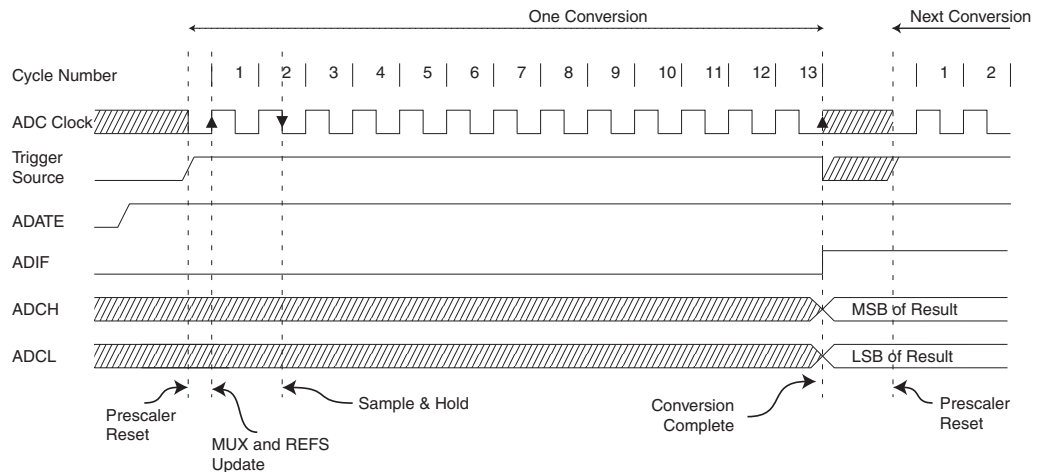 One Conversion
Next Conversion
Cycle Number
1 2 3 4 5 6 7 8 9 10 11 12 13 1 2
ADC Clock
Trigger
Source
ADATE
ADIF
ADCH
MSB of Result
ADCL
LSB of Result
Prescaler
Reset
MUX and REFS
Update
Sample & Hold
Conversion
Complete
Prescaler
Reset